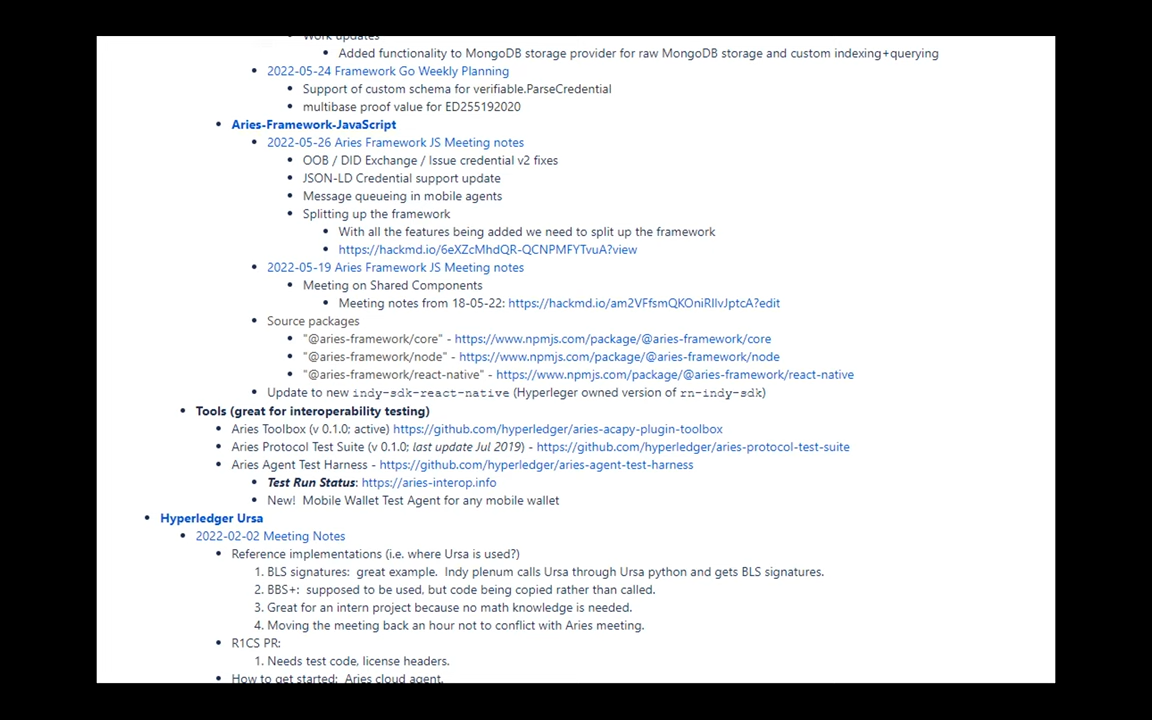 Work updates
Added functionality to MongoDB storage provider for raw MongoDB storage and custom indexing+querying
2022-05-24 Framework Go Weekly Planning
Support of custom schema for verifiable.ParseCredential
multibase proof value for ED255192020
Aries-Framework-JavaScript
2022-05-26 Aries Framework JS Meeting notes
OOB / DID Exchange / Issue credential v2 fixes
JSON-LD Credential support update
Message queueing in mobile agents
Splitting up the framework
With all the features being added we need to split up the framework
https://hackmd.io/6eXZcMhdQR-QCNPMFYTvuA?view
2022-05-19 Aries Framework JS Meeting notes
Meeting on Shared Components
Meeting notes from 18-05-22: https://hackmd.io/am2VFfsmQKOniRIlvJptcA?edit
Source packages
"@aries-framework/core" - https://www.npmjs.com/package/@aries-framework/core
"@aries-framework/node" - https://www.npmjs.com/package/@aries-framework/node
"@aries-framework/react-native" - https://www.npmjs.com/package/@aries-framework/react-native
Update to new indy-sdk-react-native (Hyperleger owned version of rn-indy-sdk)
Tools (great for interoperability testing)
Aries Toolbox (v 0.1.0; active) https://github.com/hyperledger/aries-acapy-plugin-toolbox
Aries Protocol Test Suite (v 0.1.0; last update Jul 2019) - https://github.com/hyperledger/aries-protocol-test-suite
Aries Agent Test Harness - https://github.com/hyperledger/aries-agent-test-harness
Test Run Status: https://aries-interop.info
New! Mobile Wallet Test Agent for any mobile wallet
Hyperledger Ursa
2022-02-02 Meeting Notes
Reference implementations (i.e. where Ursa is used?)
1. BLS signatures: great example. Indy plenum calls Ursa through Ursa python and gets BLS signatures.
2. BBS+: supposed to be used, but code being copied rather than called.
3. Great for an intern project because no math knowledge is needed.
4. Moving the meeting back an hour not to conflict with Aries meeting.
R1CS PR:
1. Needs test code, license headers.
How to get started: Aries cloud agent.